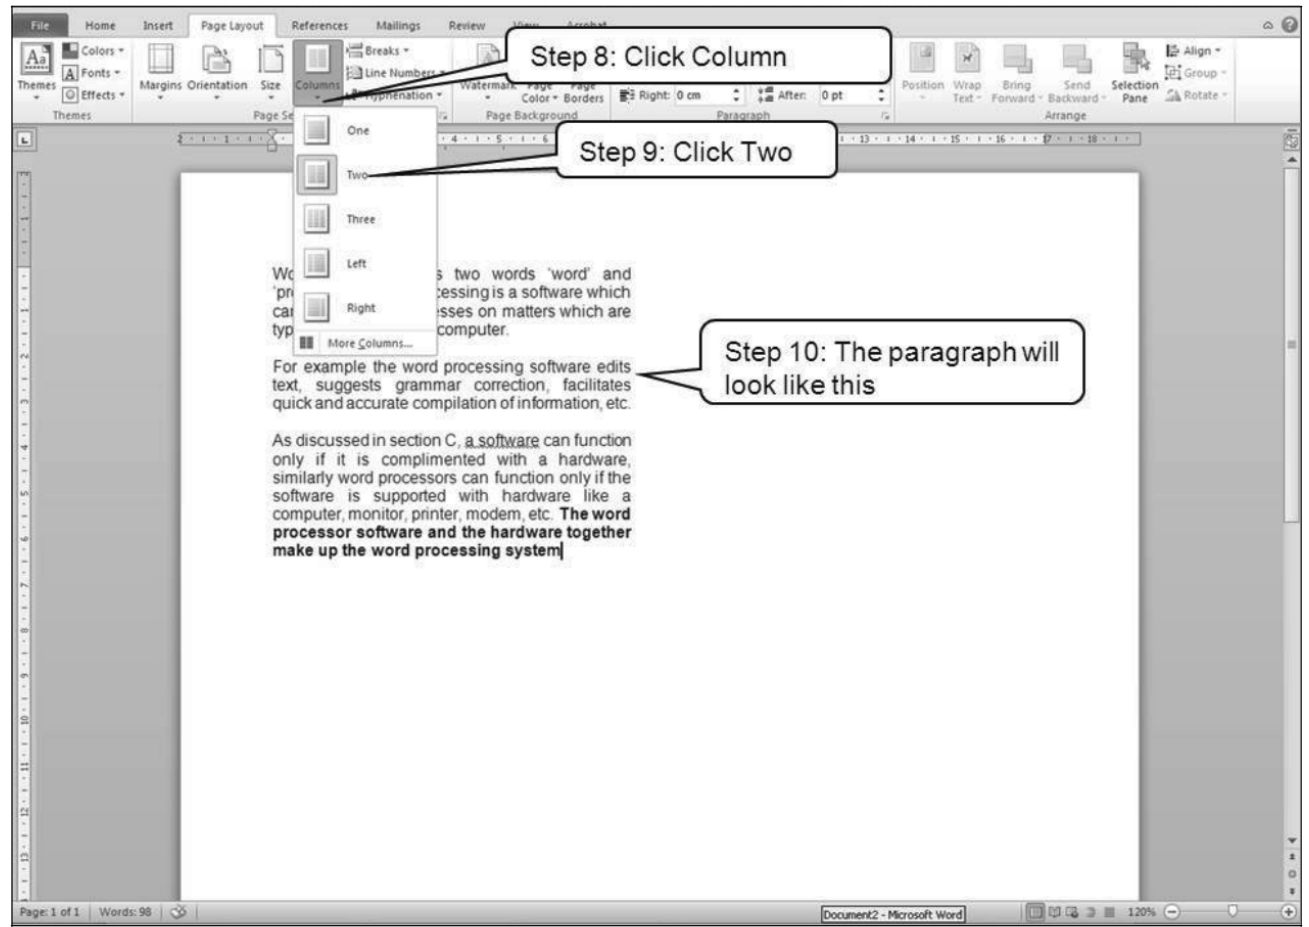 File Home Insert Page Layout References Mailings Review View Acrobat
Colors Breaks Align
Fonts Line Numbers Group
Themes Effects Margins Orientation Size Columns Hyphenation Watermark Page Color Page Borders Right: 0 cm After: 0 pt Position Wrap Text Bring Forward Send Backward Selection Pane Rotate
Themes Page Background Paragraph Arrange
Step 8: Click Column
Step 9: Click Two
One
Two
Three
Left
Right
More Columns...
two words 'word' and
is a software which
on matters which are
computer.
For example the word processing software edits
text, suggests grammar correction, facilitates
quick and accurate compilation of information, etc.
As discussed in section C, a software can function
only if it is complimented with a hardware,
similarly word processors can function only if the
software is supported with hardware like a
computer, monitor, printer, modem, etc. The word
processor software and the hardware together
make up the word processing system
Step 10: The paragraph will
look like this
Page: 1 of 1 Words: 98 Document2 - Microsoft Word 120%